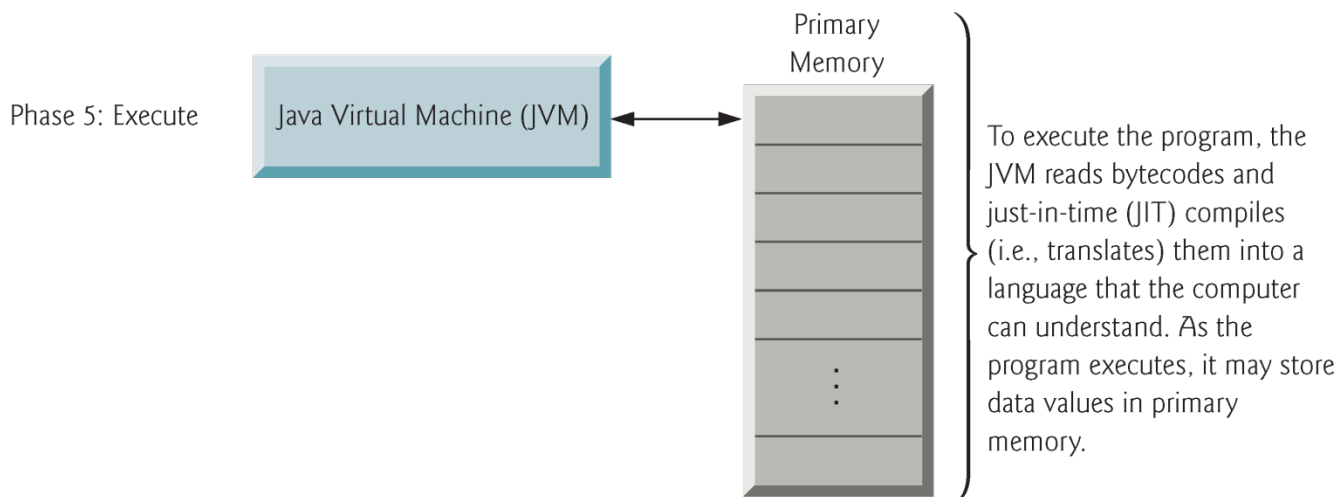 Primary
Memory
Phase 5: Execute
Java Virtual Machine (JVM)
To execute the program, the
JVM reads bytecodes and
just-in-time (JIT) compiles
(i.e., translates) them into a
language that the computer
can understand. As the
program executes, it may store
data values in primary
memory.